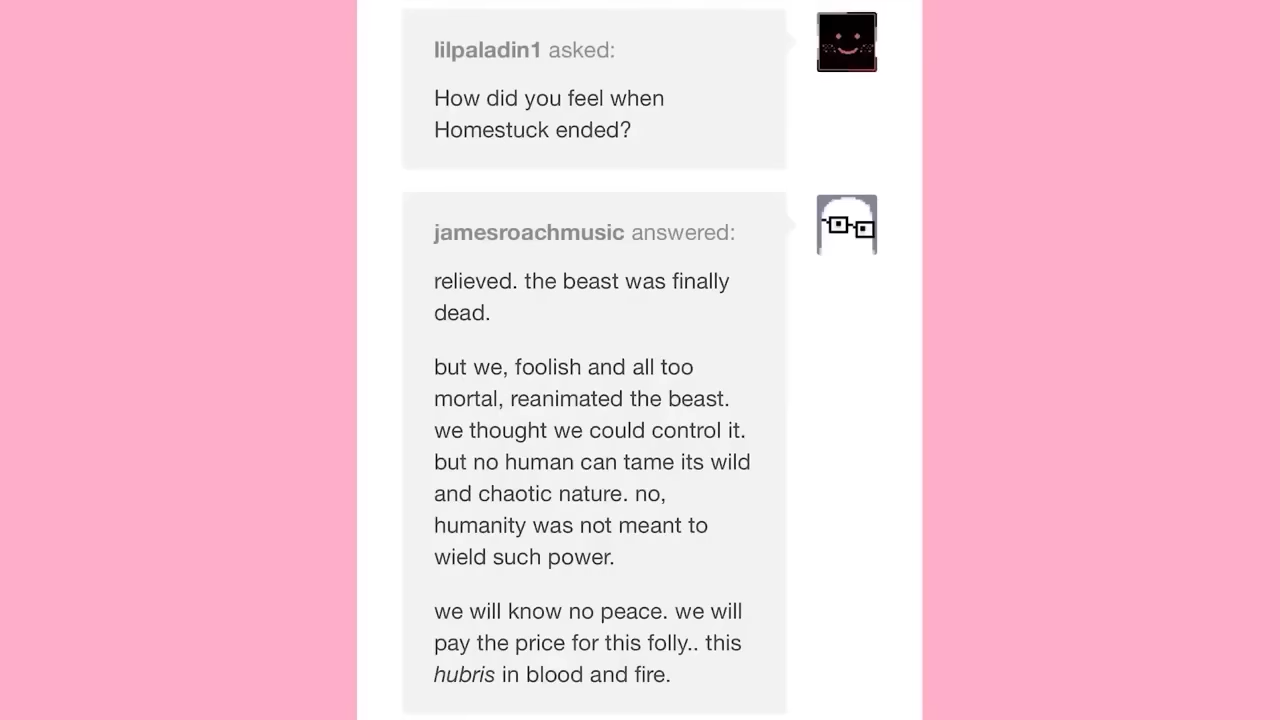 lilpaladin1 asked:
How did you feel when
Homestuck ended?
jamesroachmusic answered:
relieved. the beast was finally
dead.
but we, foolish and all too
mortal, reanimated the beast.
we thought we could control it.
but no human can tame its wild
and chaotic nature. no,
humanity was not meant to
wield such power.
we will know no peace. we will
pay the price for this folly.. this
hubris in blood and fire.